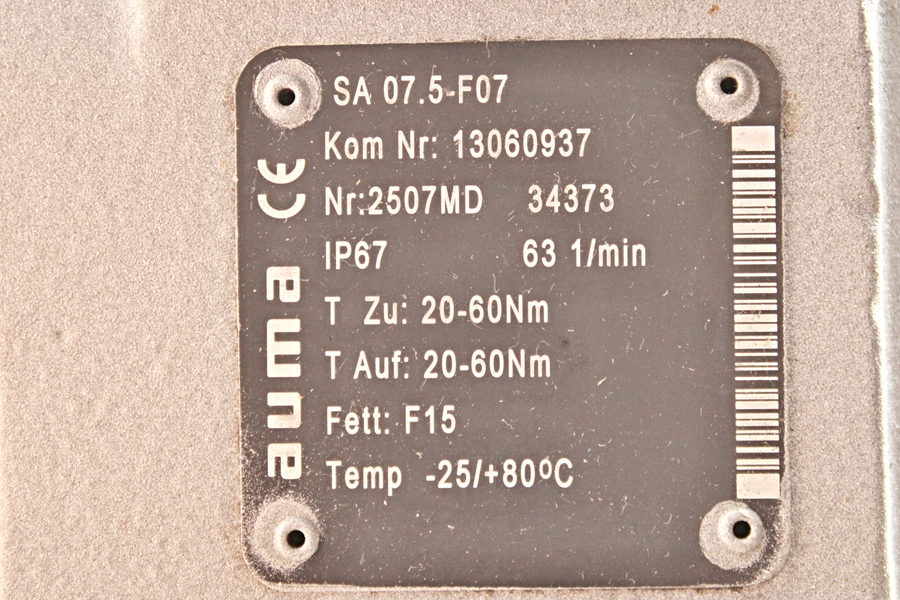 SA 07.5-F07
Kom Nr: 13060937
Nr:2507MD 34373
IP67 63 1/min
T Zu: 20-60Nm
T Auf: 20-60Nm
Fett: F15
Temp -25/+80ºC
CE
auma